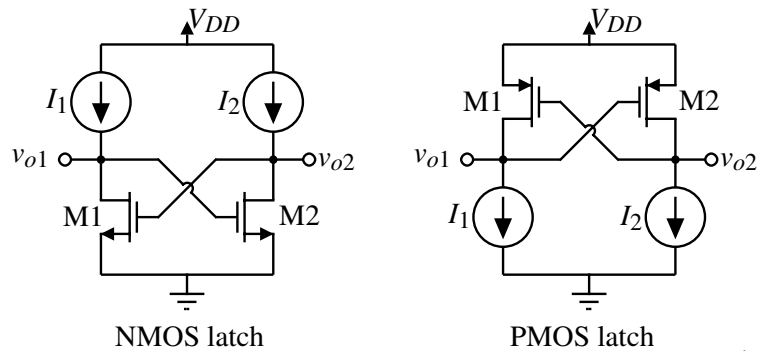 VDD
I1
I2
vo1
vo2
M1
M2
NMOS latch
VDD
M1
M2
vo1
vo2
I1
I2
PMOS latch